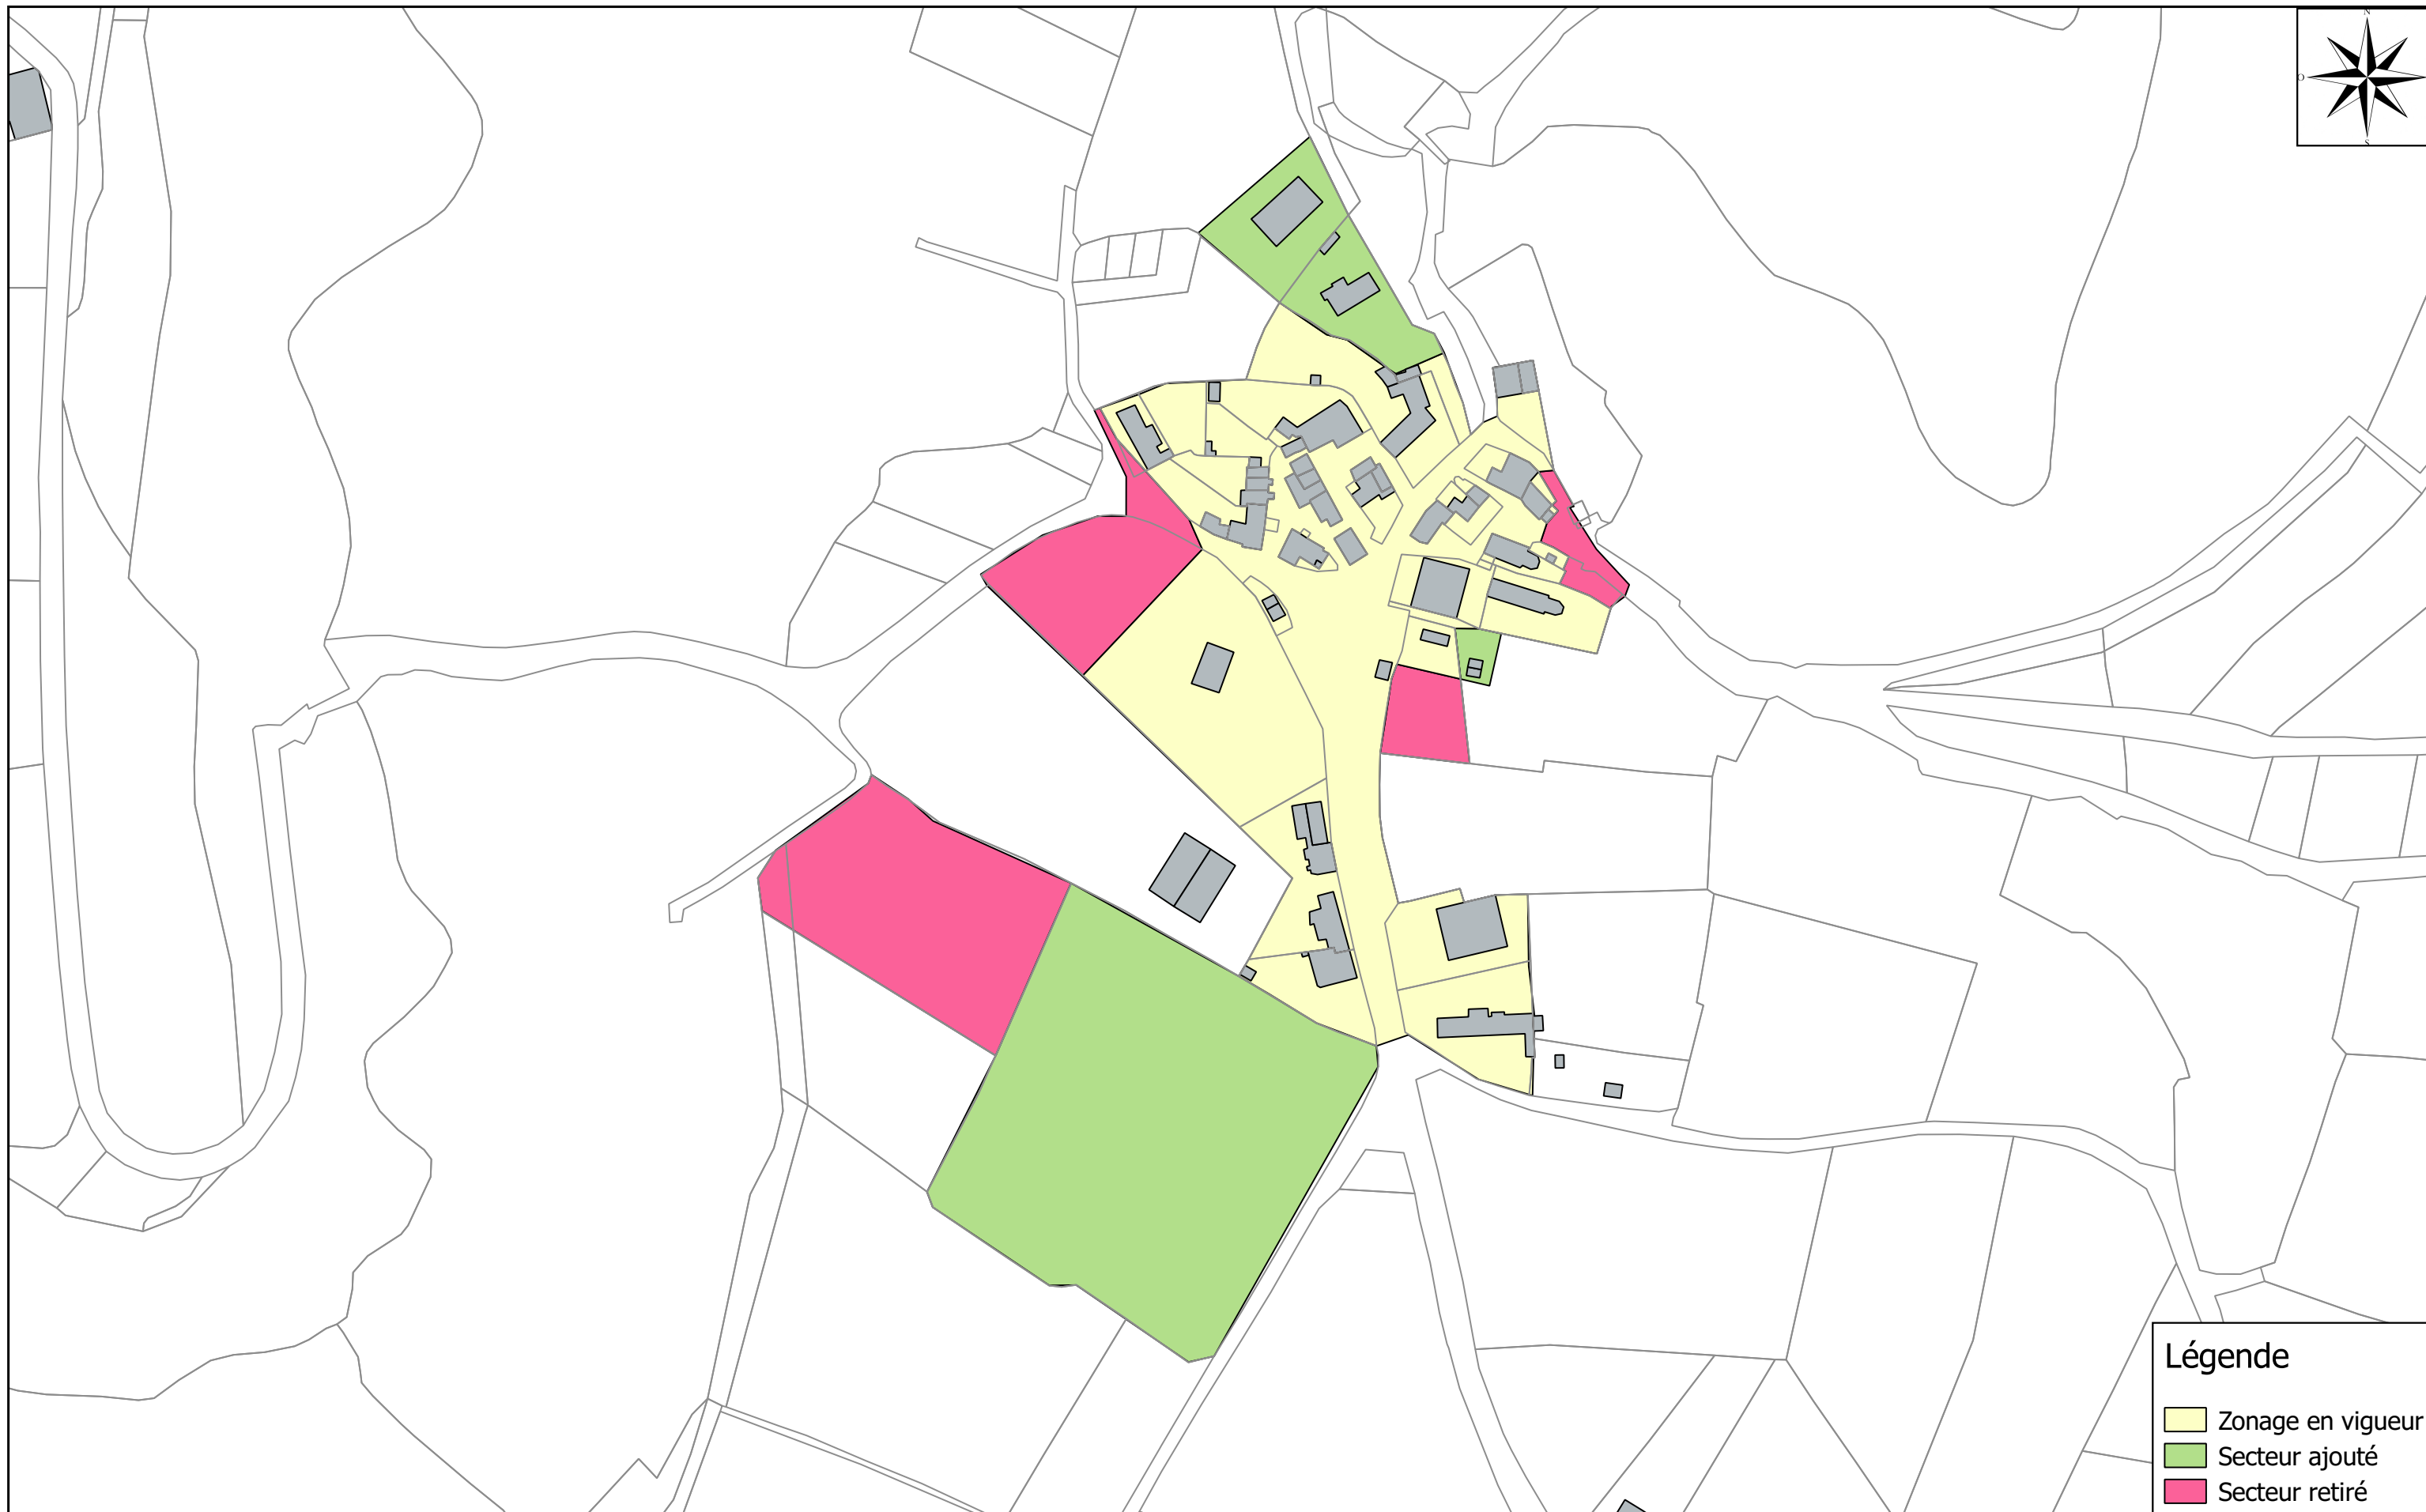 N
O
S
Légende
Zonage en vigueur
Secteur ajouté
Secteur retiré